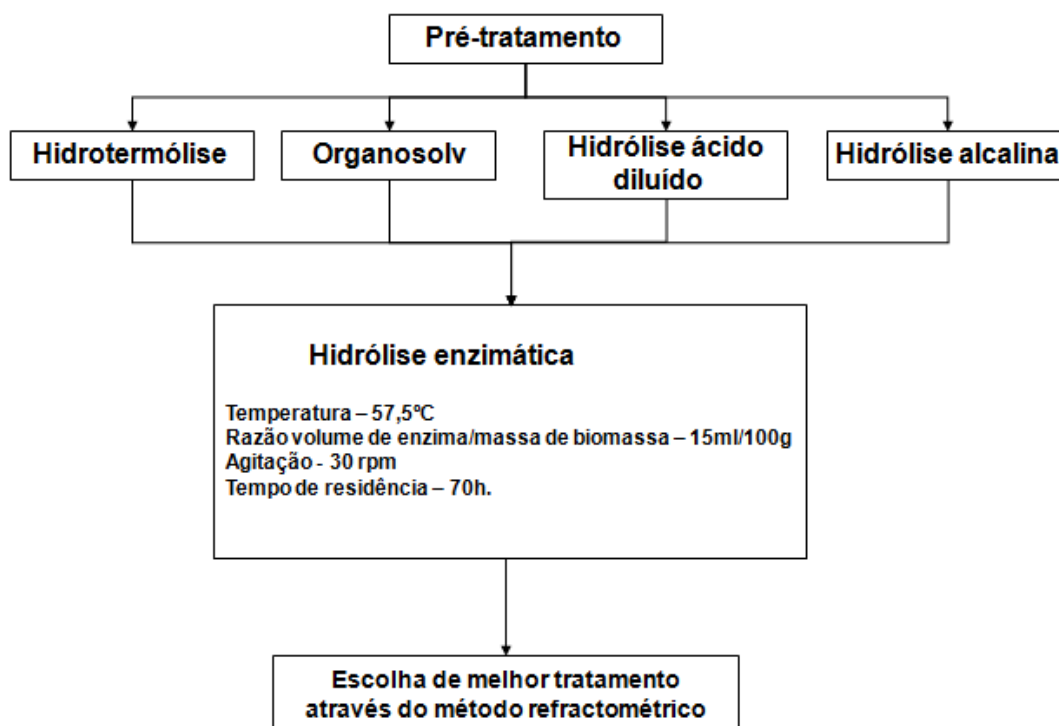 Pré-tratamento
Hidrotermólise
Organosolv
Hidrólise ácido
diluído
Hidrólise alcalina
Hidrólise enzimática
Temperatura – 57,5ºC
Razão volume de enzima/massa de biomassa – 15ml/100g
Agitação - 30 rpm
Tempo de residência – 70h.
Escolha de melhor tratamento
através do método refractométrico